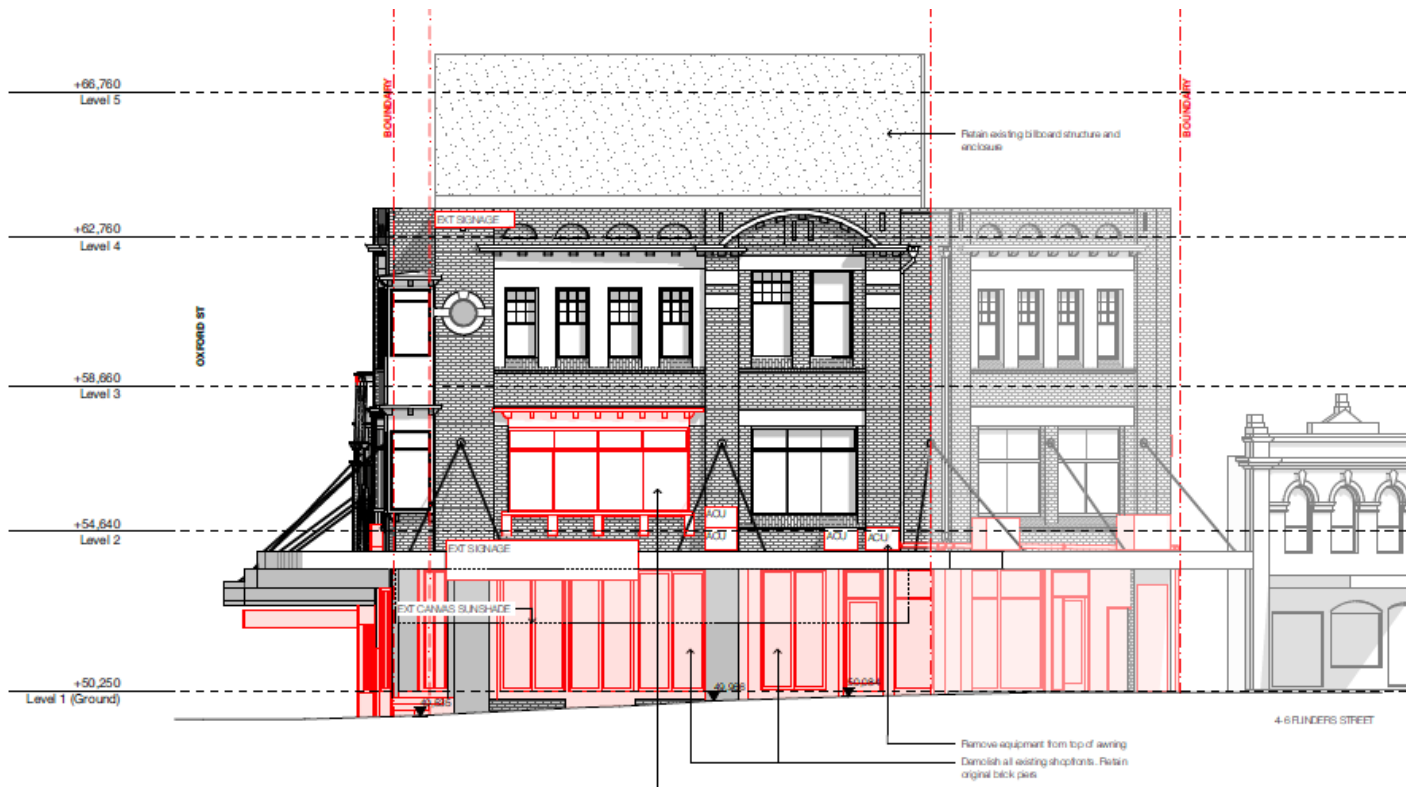 +66,760
Level 5
BOUNDARY
BOUNDARY
Retain existing billboard structure and
enclosure
EXT SIGNAGE
+62,760
Level 4
OXFORD ST
+58,660
Level 3
+54,640
Level 2
ACU
ACU
ACU
ACU
EXT SIGNAGE
EXT CANVAS SUNSHADE
+50,250
Level 1 (Ground)
50,084
4-6 FLINDERS STREET
Remove equipment from top of awning
Demolish all existing shopfronts. Retain
original brick piers